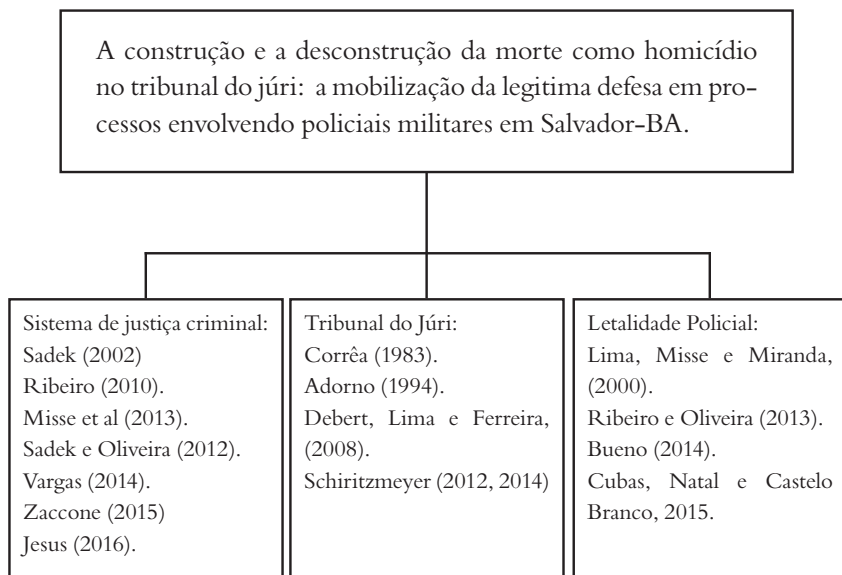 A construção e a desconstrução da morte como homicídio
no tribunal do júri: a mobilização da legitima defesa em pro-
cessos envolvendo policiais militares em Salvador-BA.
Sistema de justiça criminal:
Sadek (2002)
Ribeiro (2010).
Misse et al (2013).
Sadek e Oliveira (2012).
Vargas (2014).
Zaccone (2015)
Jesus (2016).
Tribunal do Júri:
Corrêa (1983).
Adorno (1994).
Debert, Lima e Ferreira,
(2008).
Schiritzmeyer (2012, 2014)
Letalidade Policial:
Lima, Misse e Miranda,
(2000).
Ribeiro e Oliveira (2013).
Bueno (2014).
Cubas, Natal e Castelo
Branco, 2015.